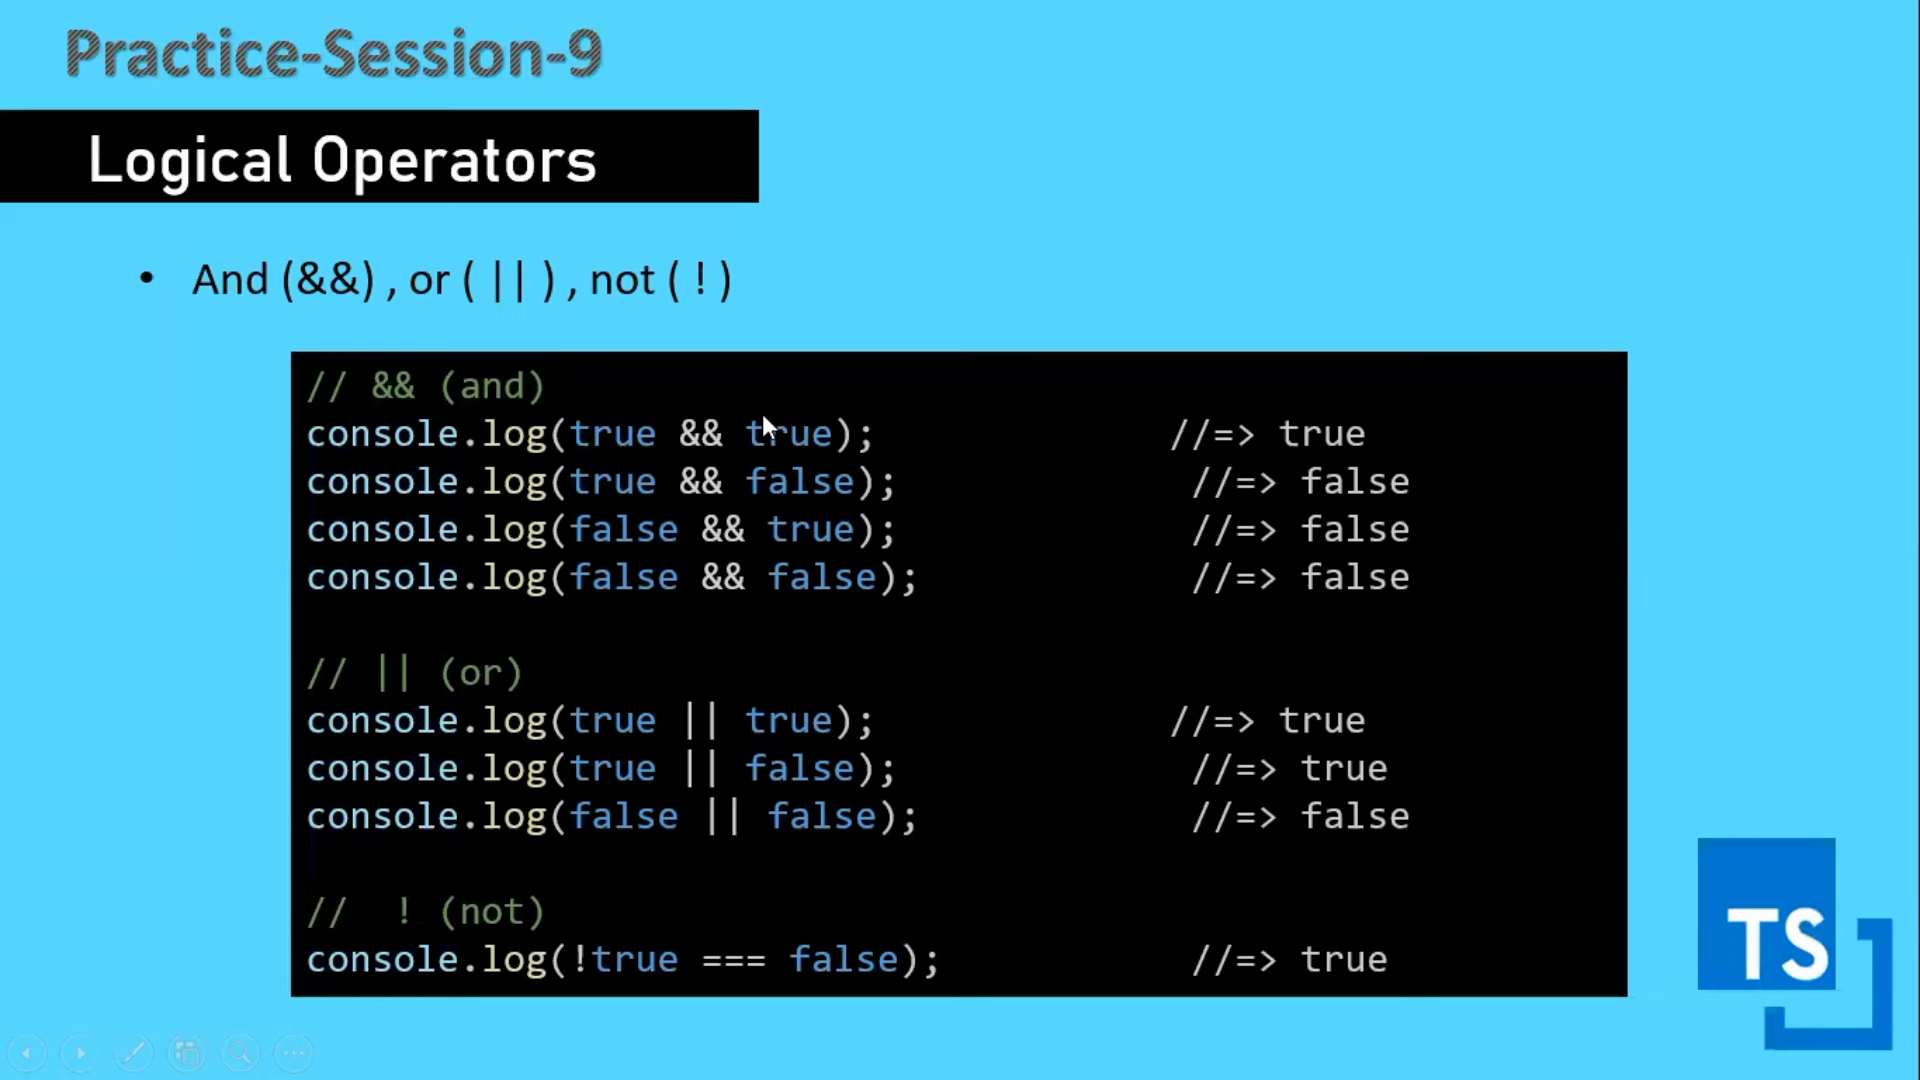 Practice-Session-9
Logical Operators
• And (&&) , or ( || ) , not ( ! )
// && (and)
console.log(true && true); //=> true
console.log(true && false); //=> false
console.log(false && true); //=> false
console.log(false && false); //=> false
// || (or)
console.log(true || true); //=> true
console.log(true || false); //=> true
console.log(false || false); //=> false
// ! (not)
console.log(!true === false); //=> true
TS